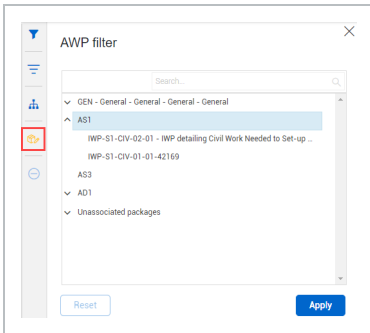 AWP filter
Search..
GEN - General - General - General - General
AS1
IWP-S1-CIV-02-01 - IWP detailing Civil Work Needed to Set-up ..
IWP-S1-CIV-01-01-42169
AS3
AD1
Unassociated packages
Reset
Apply